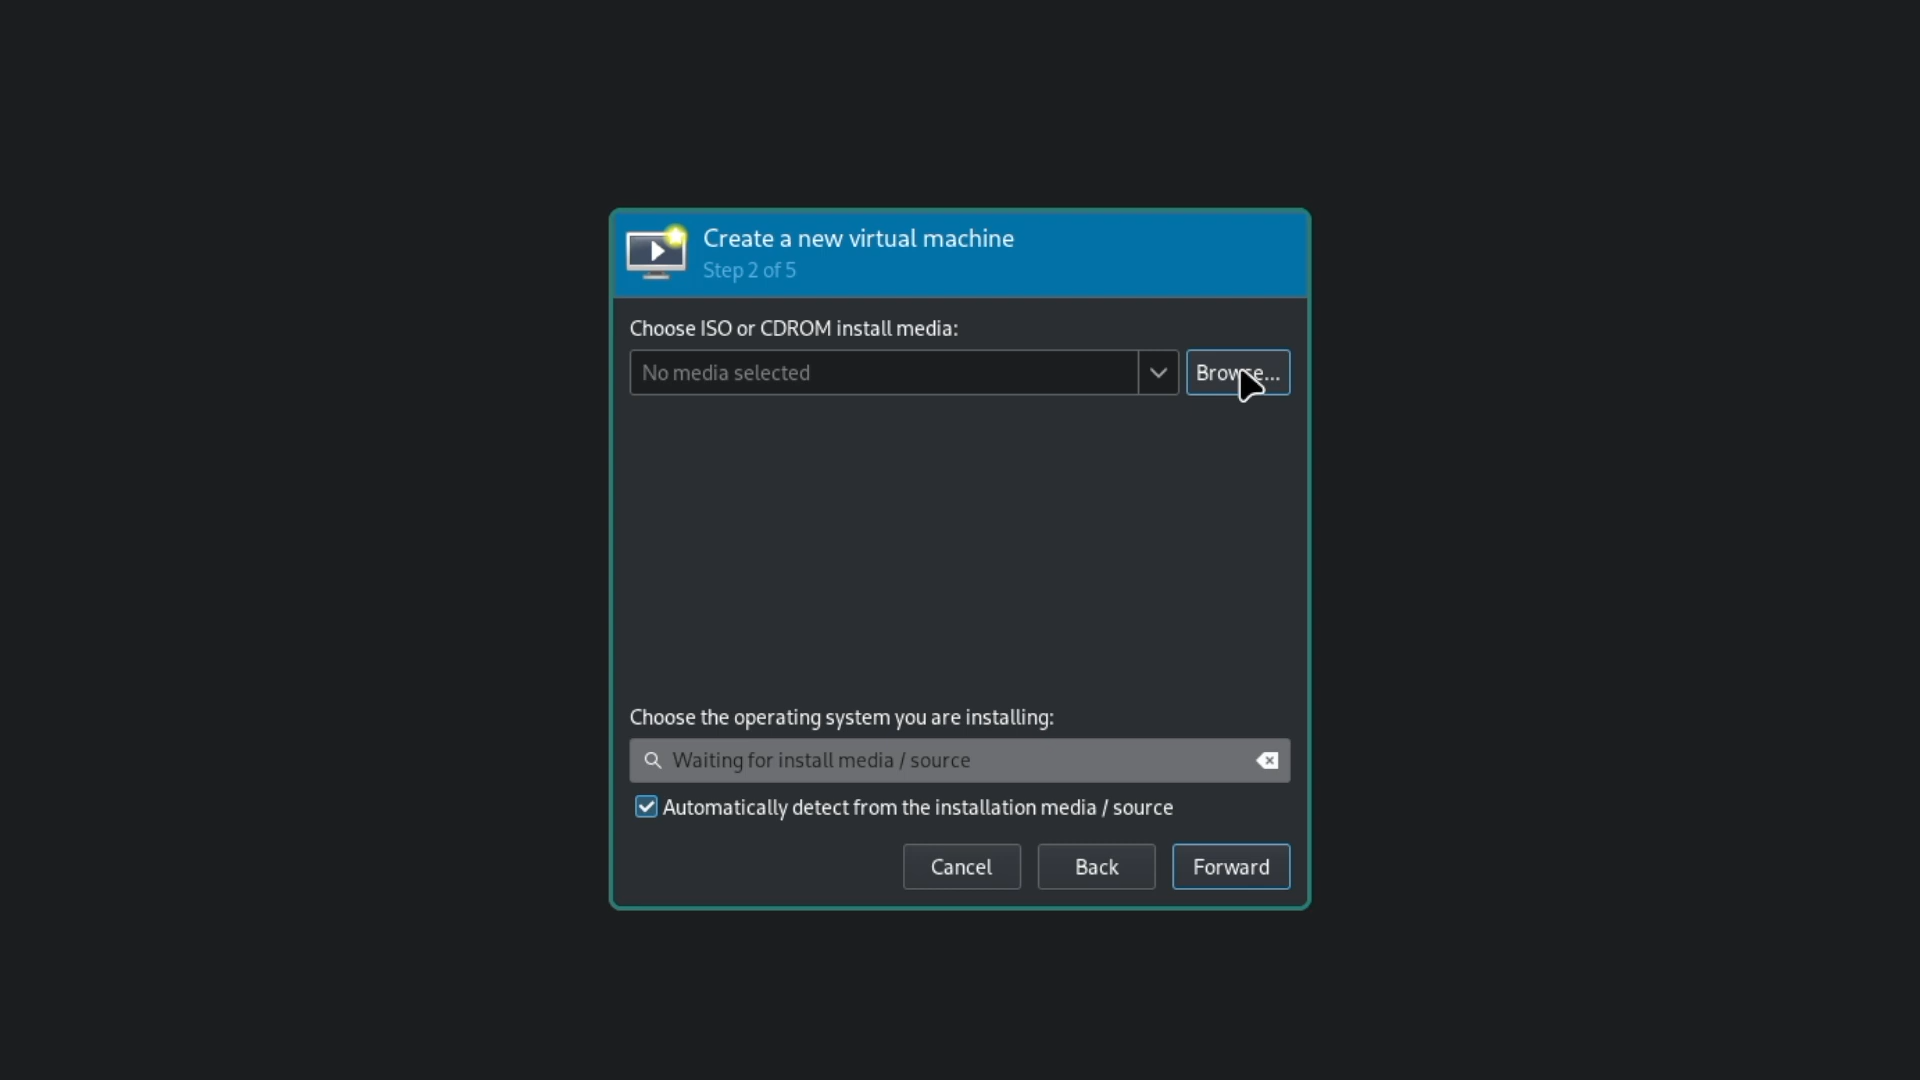 Create a new virtual machine
Step 2 of 5
Choose ISO or CDROM install media:
No media selected
Browse...
Choose the operating system you are installing:
Waiting for install media / source
Automatically detect from the installation media / source
Cancel
Back
Forward